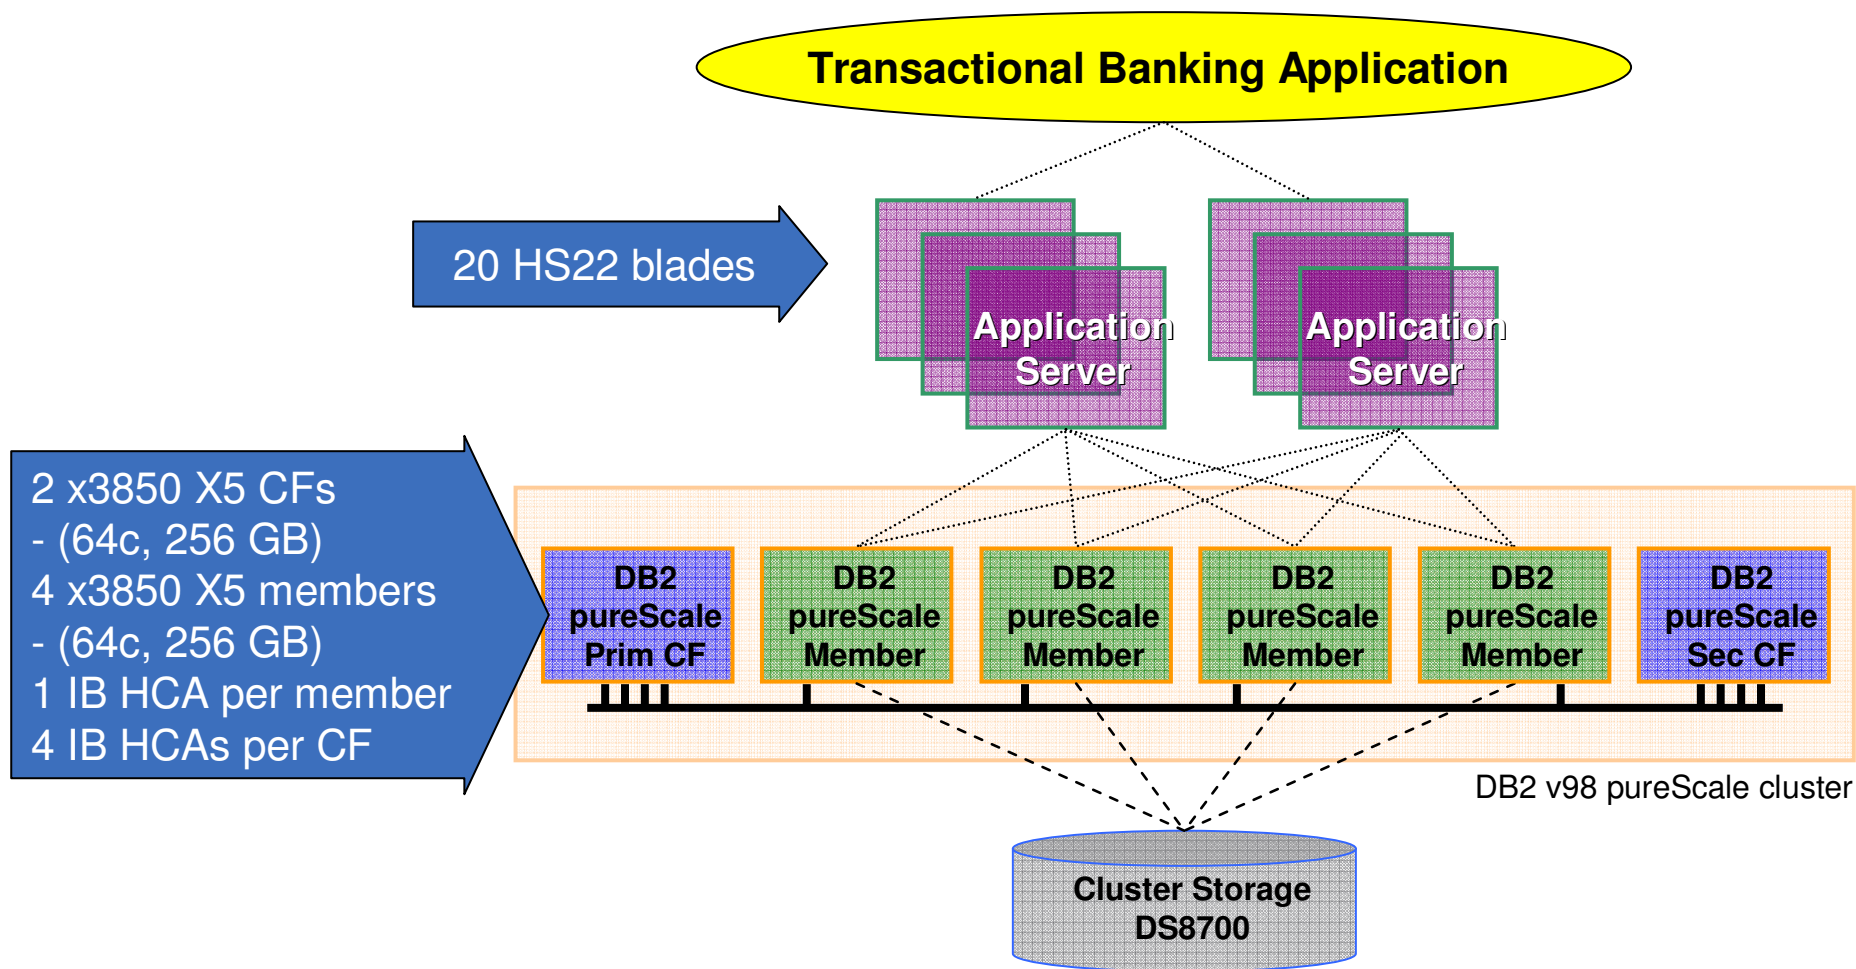 Transactional Banking Application
20 HS22 blades
Application
Server
Application
Server
2 x3850 X5 CFs
- (64c, 256 GB)
4 x3850 X5 members
- (64c, 256 GB)
1 IB HCA per member
4 IB HCAs per CF
DB2
pureScale
Prim CF
DB2
pureScale
Member
DB2
pureScale
Member
DB2
pureScale
Member
DB2
pureScale
Member
DB2
pureScale
Sec CF
DB2 v98 pureScale cluster
Cluster Storage
DS8700